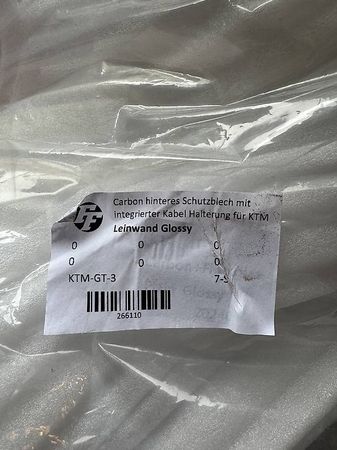 FF
Carbon hinteres Schutzblech mit
integrierter Kabel Halterung für KTM
Leinwand Glossy
0 0 0
0 0 0
KTM-GT-3
266110